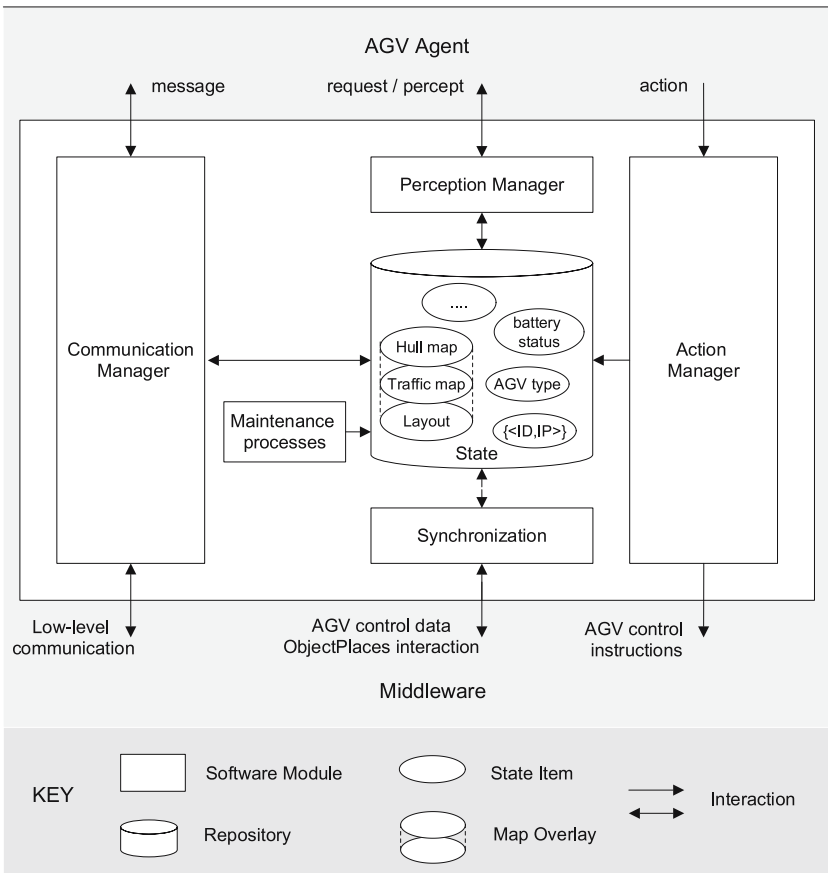 AGV Agent
message
request / percept
action
Perception Manager
....
battery
status
Hull map
Communication
Manager
Action
Manager
Traffic map
AGV type
Layout
Maintenance
processes
{<ID,IP>}
State
Synchronization
Low-level
communication
AGV control data
ObjectPlaces interaction
AGV control
instructions
Middleware
KEY
Software Module
State Item
Interaction
Repository
Map Overlay